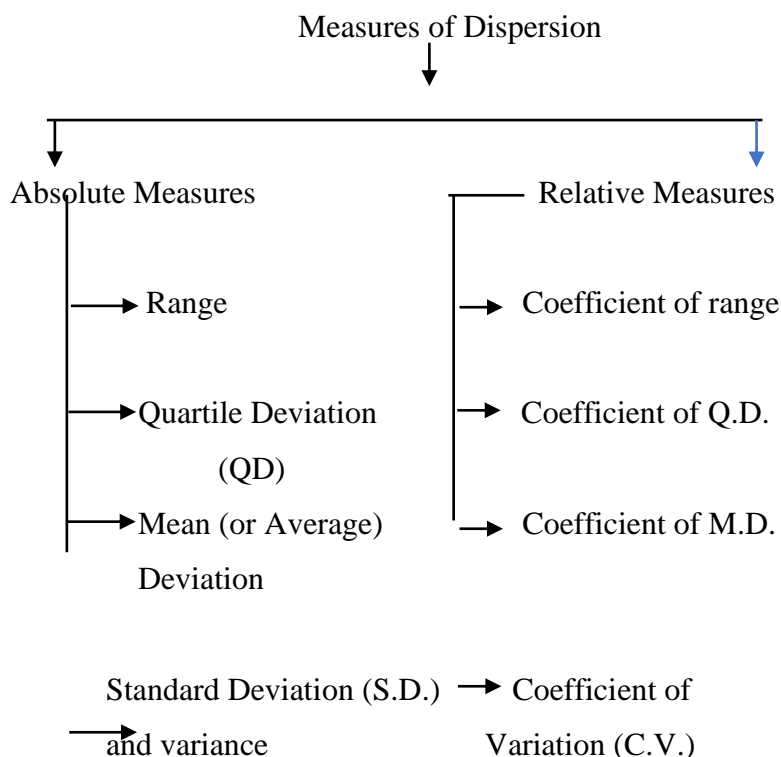 Measures of Dispersion
Absolute Measures
Relative Measures
Range
Coefficient of range
Quartile Deviation
(QD)
Coefficient of Q.D.
Mean (or Average)
Deviation
Coefficient of M.D.
Standard Deviation (S.D.)
and variance
Coefficient of
Variation (C.V.)